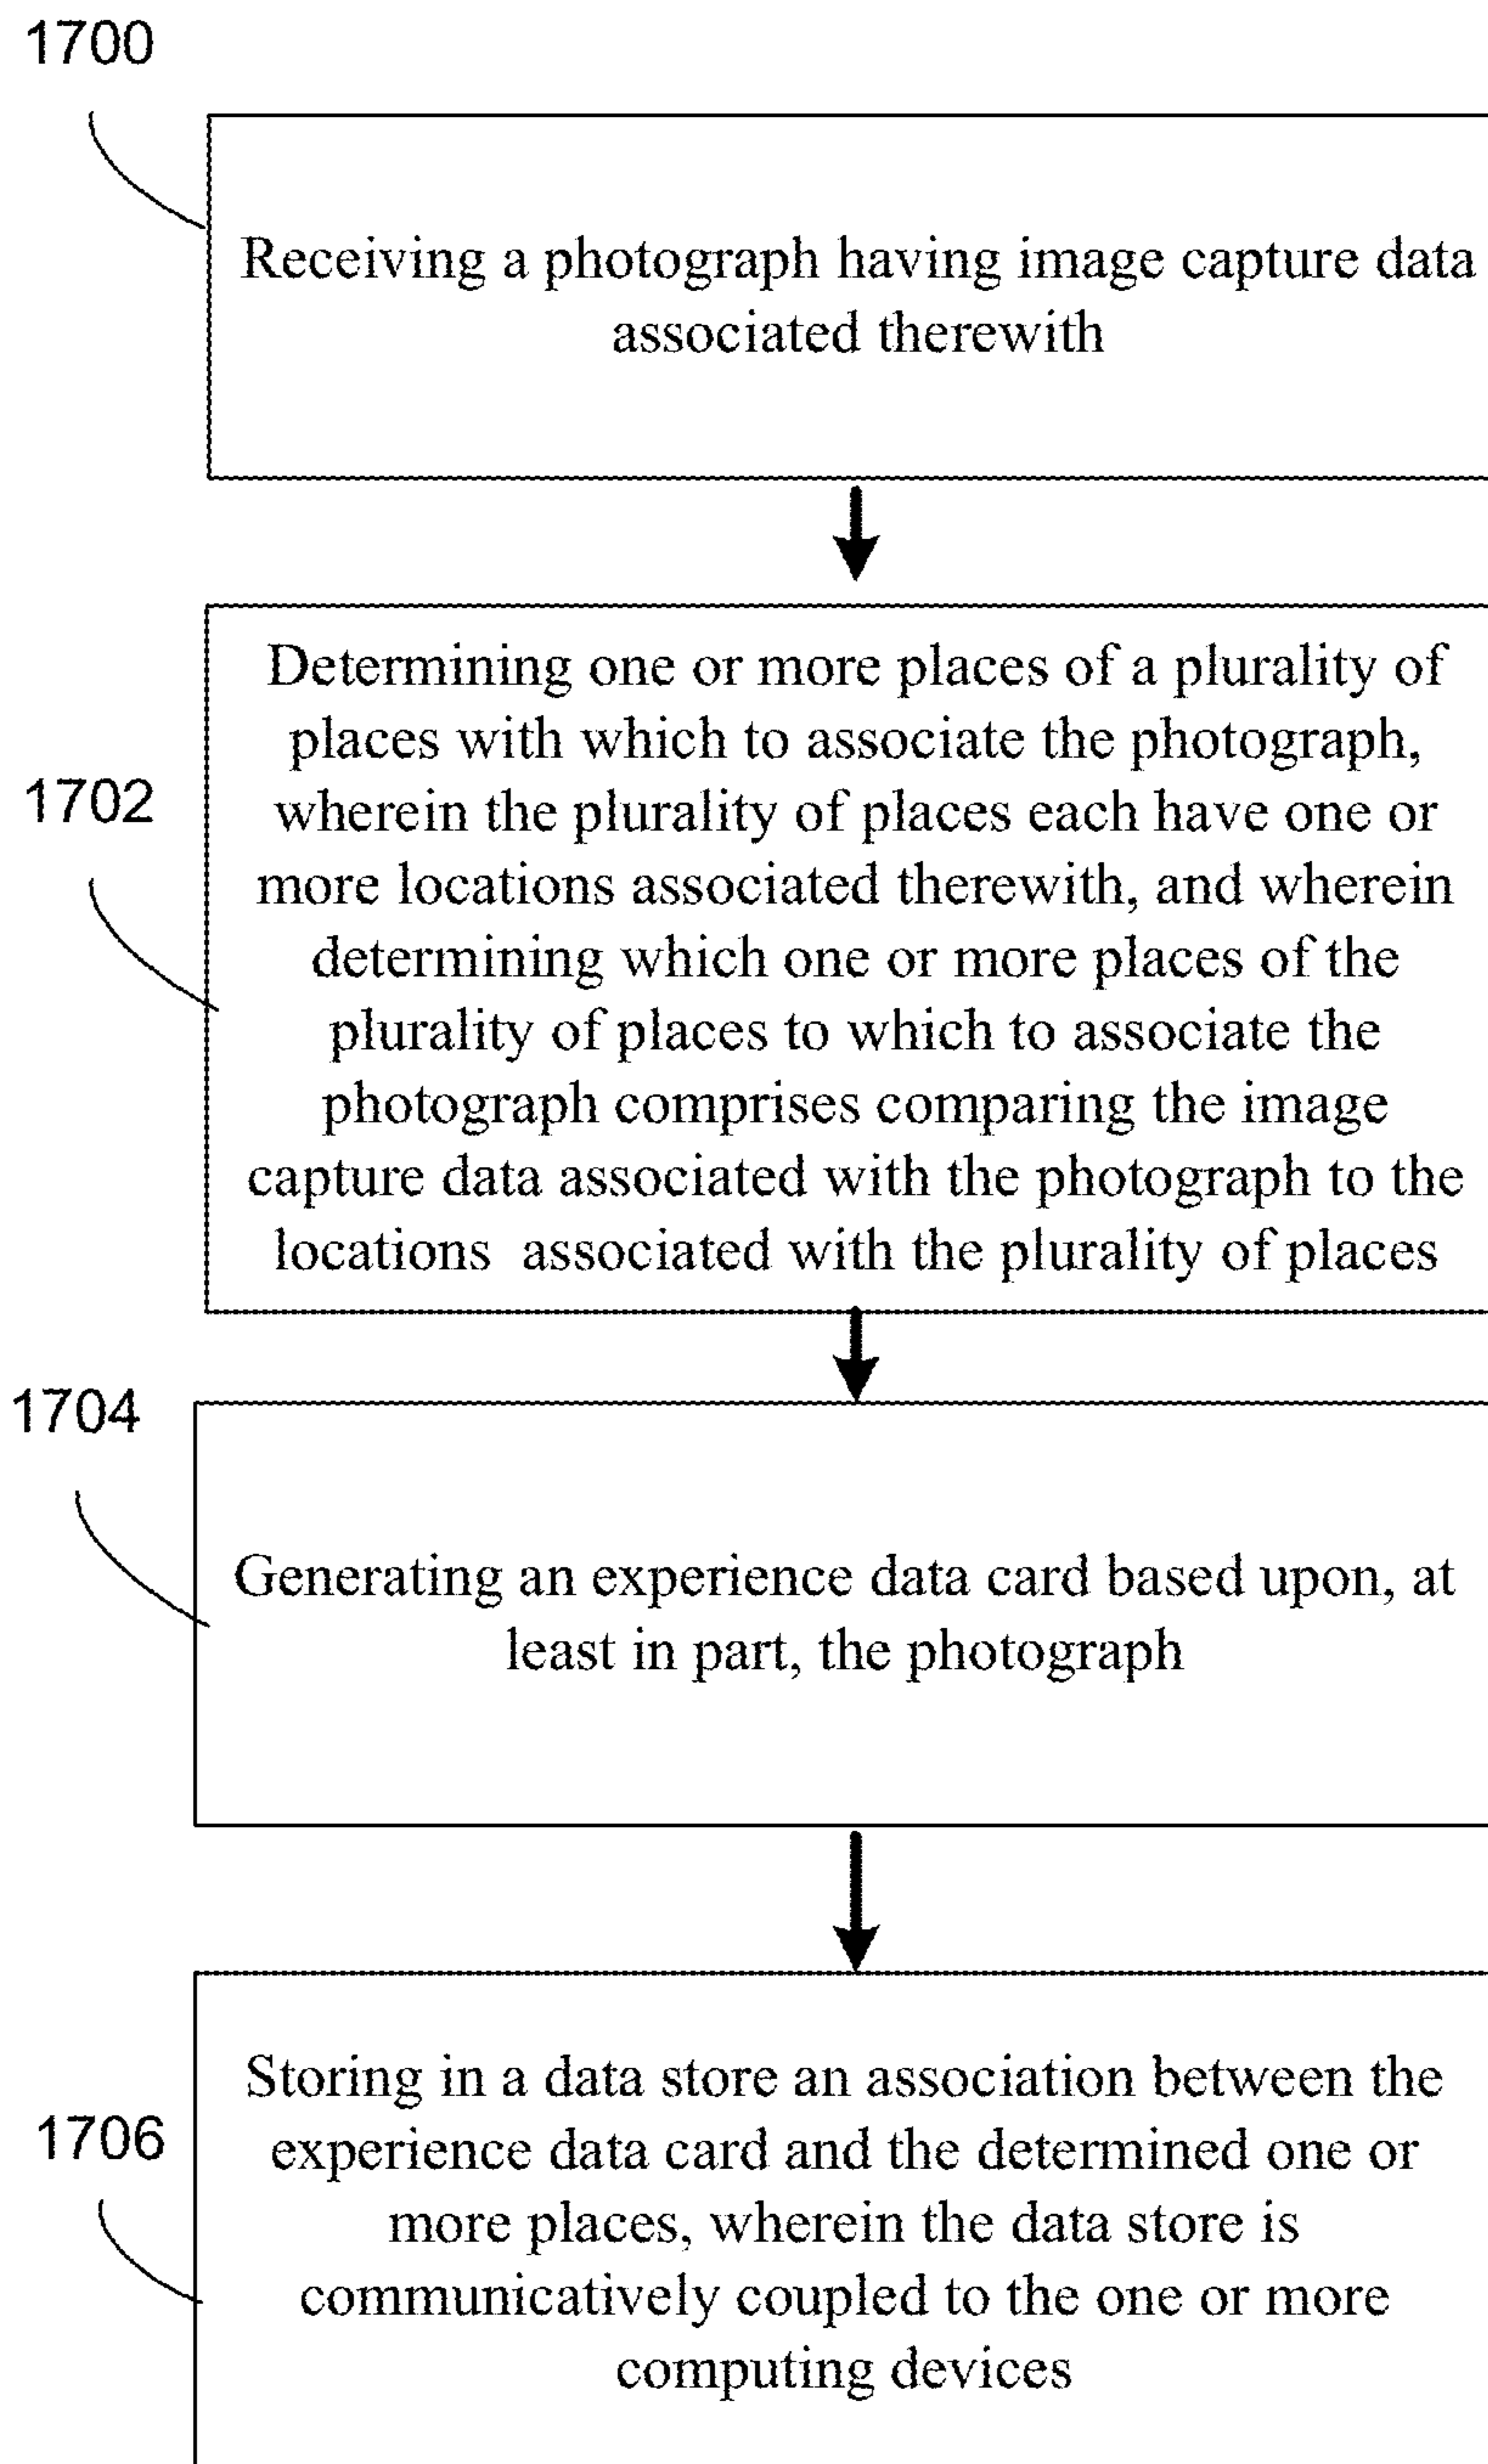 1700
Receiving a photograph having image capture data
associated therewith
1702
Determining one or more places of a plurality of
places with which to associate the photograph,
wherein the plurality of places each have one or
more locations associated therewith, and wherein
determining which one or more places of the
plurality of places to which to associate the
photograph comprises comparing the image
capture data associated with the photograph to the
locations  associated with the plurality of places
1704
Generating an experience data card based upon, at
least in part, the photograph
1706
Storing in a data store an association between the
experience data card and the determined one or
more places, wherein the data store is
communicatively coupled to the one or more
computing devices